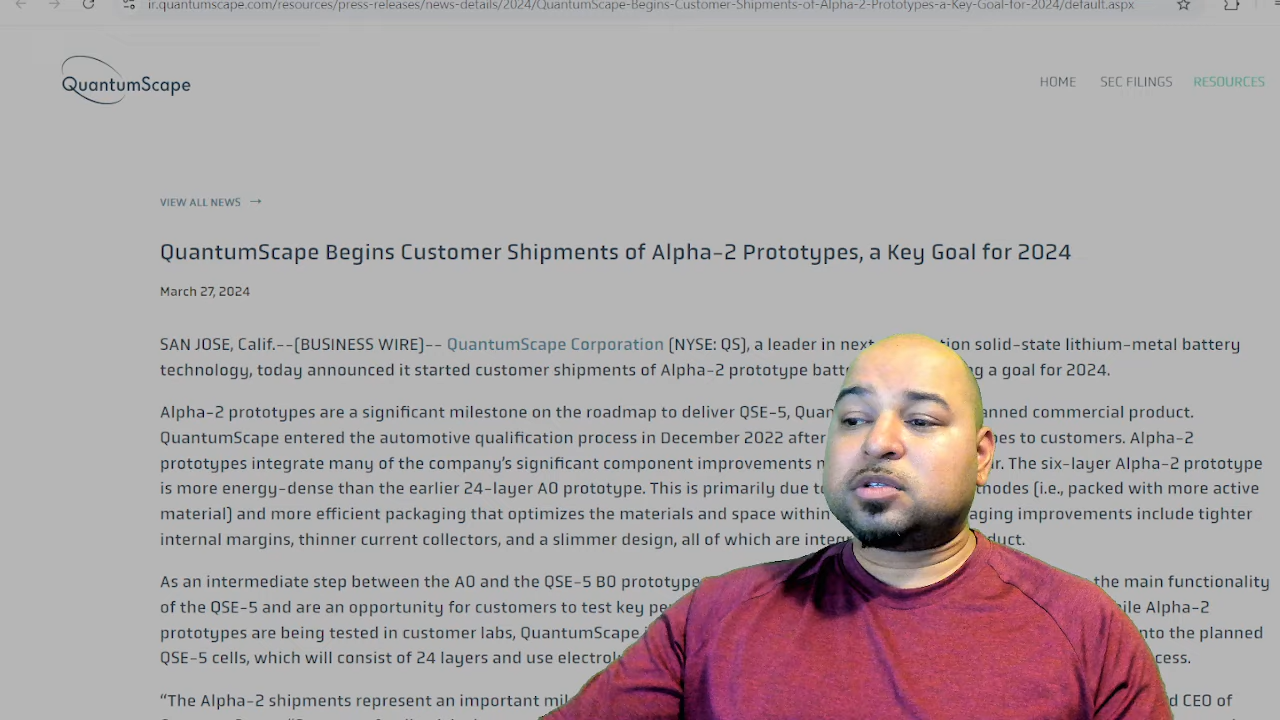 ir.quantumscape.com/resources/press-releases/news-details/2024/QuantumScape-Begins-Customer-Shipments-of-Alpha-2-Prototypes-a-Key-Goal-for-2024/default.aspx
QuantumScape
HOME SEC FILINGS RESOURCES
VIEW ALL NEWS →
QuantumScape Begins Customer Shipments of Alpha-2 Prototypes, a Key Goal for 2024
March 27, 2024
SAN JOSE, Calif.--(BUSINESS WIRE)-- QuantumScape Corporation (NYSE: QS), a leader in solid-state lithium-metal battery
technology, today announced it started customer shipments of Alpha-2 prototype a goal for 2024.
Alpha-2 prototypes are a significant milestone on the roadmap to deliver QSE-5, commercial product.
QuantumScape entered the automotive qualification process in December 2022 after to customers. Alpha-2
prototypes integrate many of the company's significant component improvements The six-layer Alpha-2 prototype
is more energy-dense than the earlier 24-layer A0 prototype. This is primarily due (i.e., packed with more active
material) and more efficient packaging that optimizes the materials and space within improvements include tighter
internal margins, thinner current collectors, and a slimmer design, all of which are
As an intermediate step between the A0 and the QSE-5 B0 the main functionality
of the QSE-5 and are an opportunity for customers to test key Alpha-2
prototypes are being tested in customer labs, QuantumScape the planned
QSE-5 cells, which will consist of 24 layers and use
“The Alpha-2 shipments represent an important CEO of